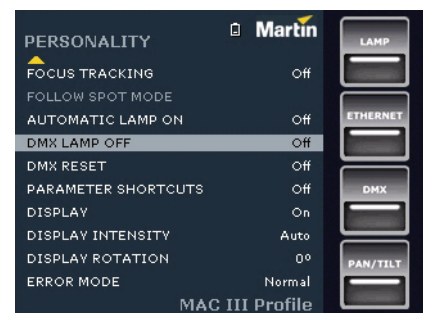 PERSONALITY
Martin
FOCUS TRACKING Off
FOLLOW SPOT MODE
AUTOMATIC LAMP ON Off
DMX LAMP OFF Off
DMX RESET Off
PARAMETER SHORTCUTS Off
DISPLAY On
DISPLAY INTENSITY Auto
DISPLAY ROTATION 0°
ERROR MODE Normal
MAC III Profile
LAMP
ETHERNET
DMX
PAN/TILT